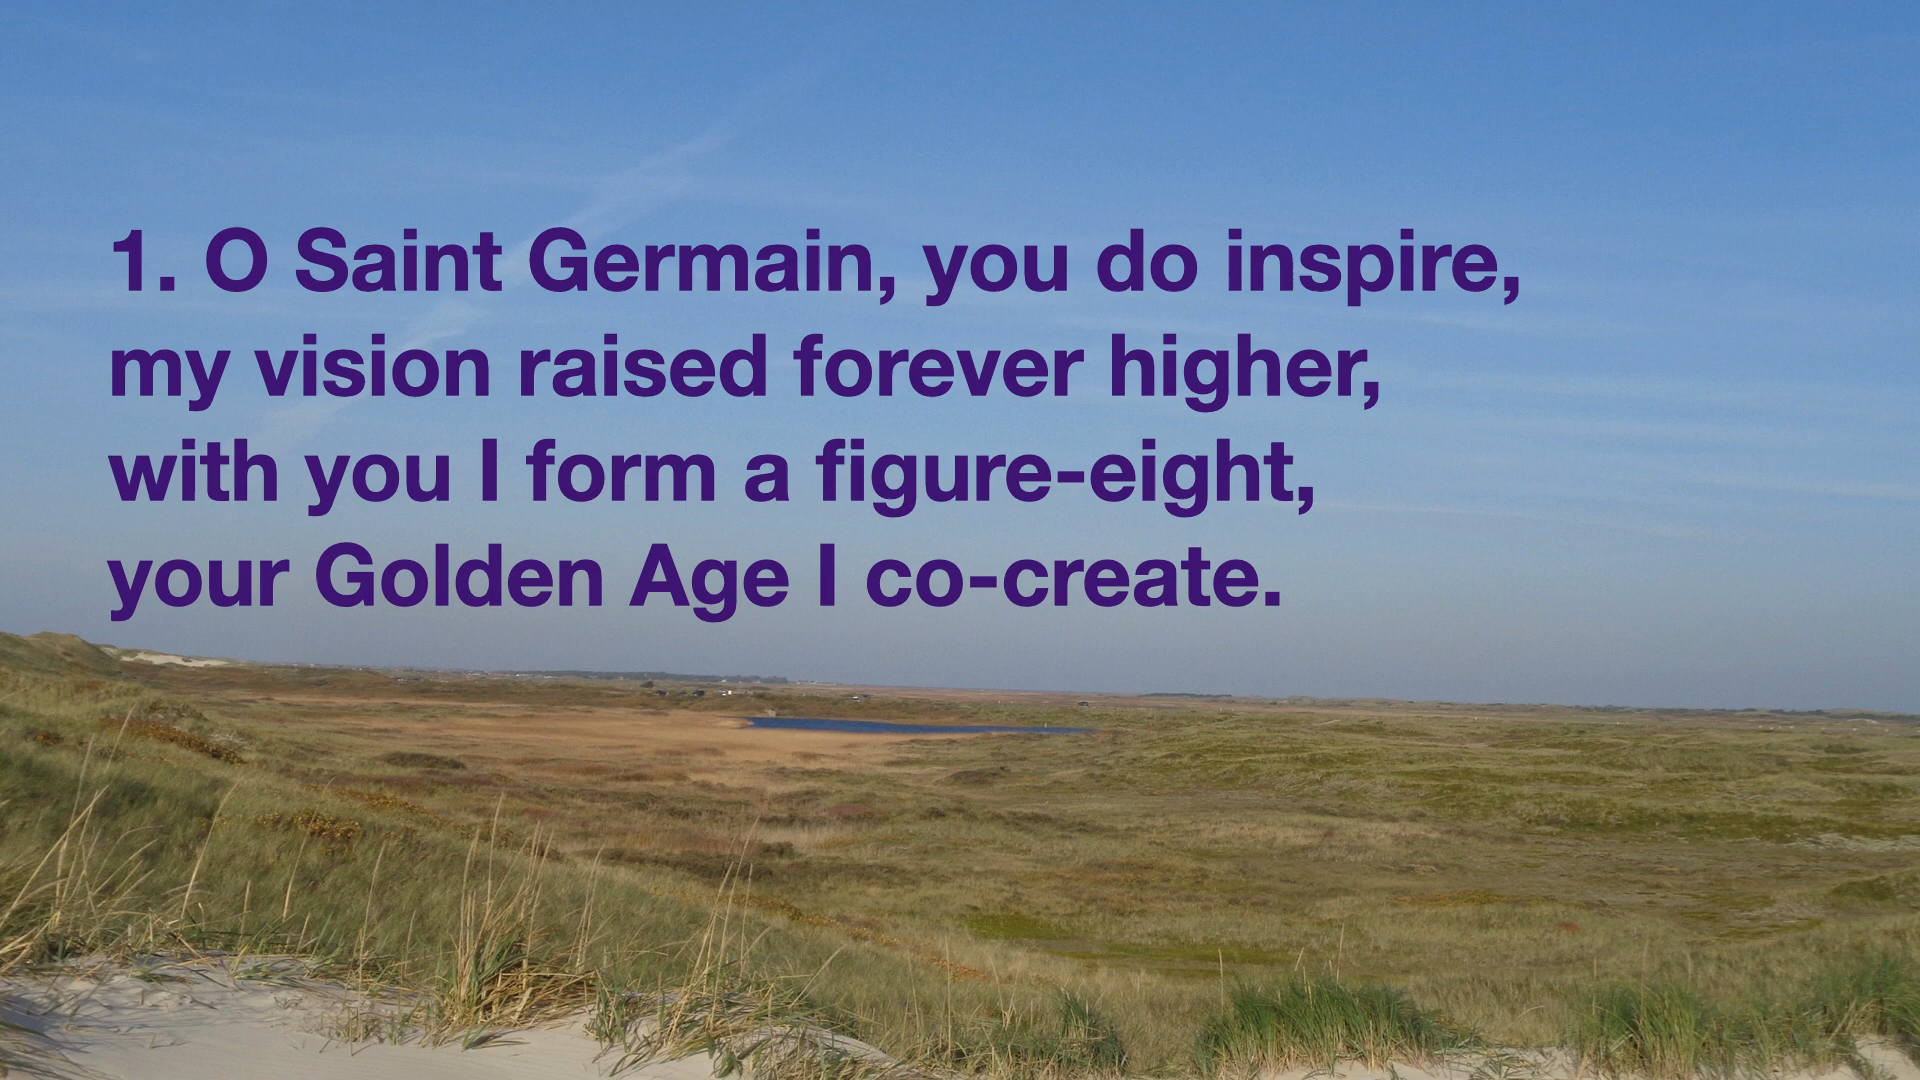 1. O Saint Germain, you do inspire,
my vision raised forever higher,
with you I form a figure-eight,
your Golden Age I co-create.